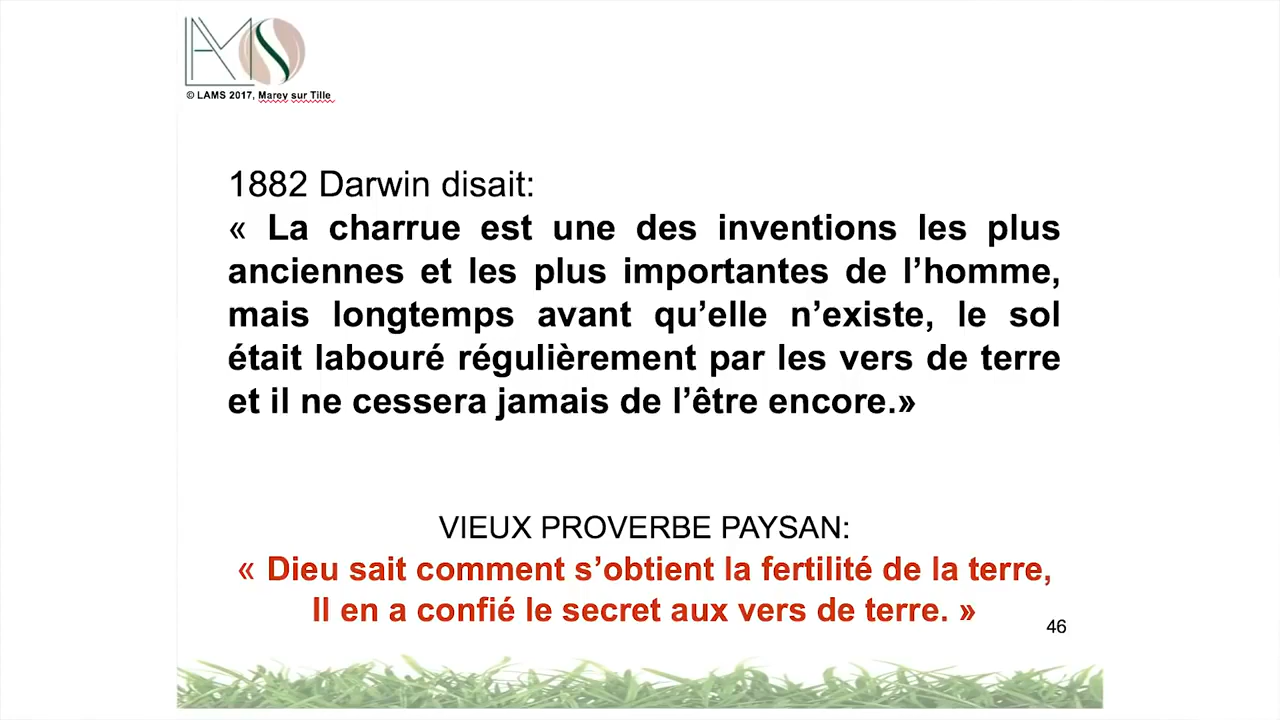 LAMS
© LAMS 2017, Marey sur Tille
1882 Darwin disait:
« La charrue est une des inventions les plus
anciennes et les plus importantes de l’homme,
mais longtemps avant qu’elle n’existe, le sol
était labouré régulièrement par les vers de terre
et il ne cessera jamais de l’être encore.»
VIEUX PROVERBE PAYSAN:
« Dieu sait comment s’obtient la fertilité de la terre,
Il en a confié le secret aux vers de terre. »
46